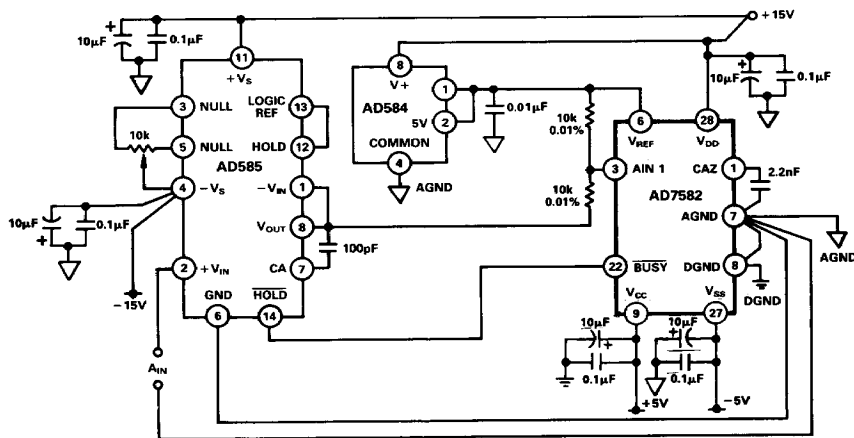 +15V
10μF
+
0.1μF
11
+VS
3 NULL
LOGIC REF 13
10k
5 NULL
HOLD 12
AD585
4 −VS
−VIN 1
VOUT 8
100pF
CA 7
2 +VIN
GND
6
HOLD
14
10μF
+
0.1μF
−15V
AIN
8
V+
1
AD584
5V 2
COMMON
4
AGND
0.01μF
10k
0.01%
10k
0.01%
6
VREF
28
VDD
+
10μF
0.1μF
3 AIN 1
CAZ 1
2.2nF
AD7582
AGND 7
AGND
22 BUSY
DGND 8
DGND
VCC
9
VSS
27
10μF
+
0.1μF
+5V
10μF
+
0.1μF
−5V